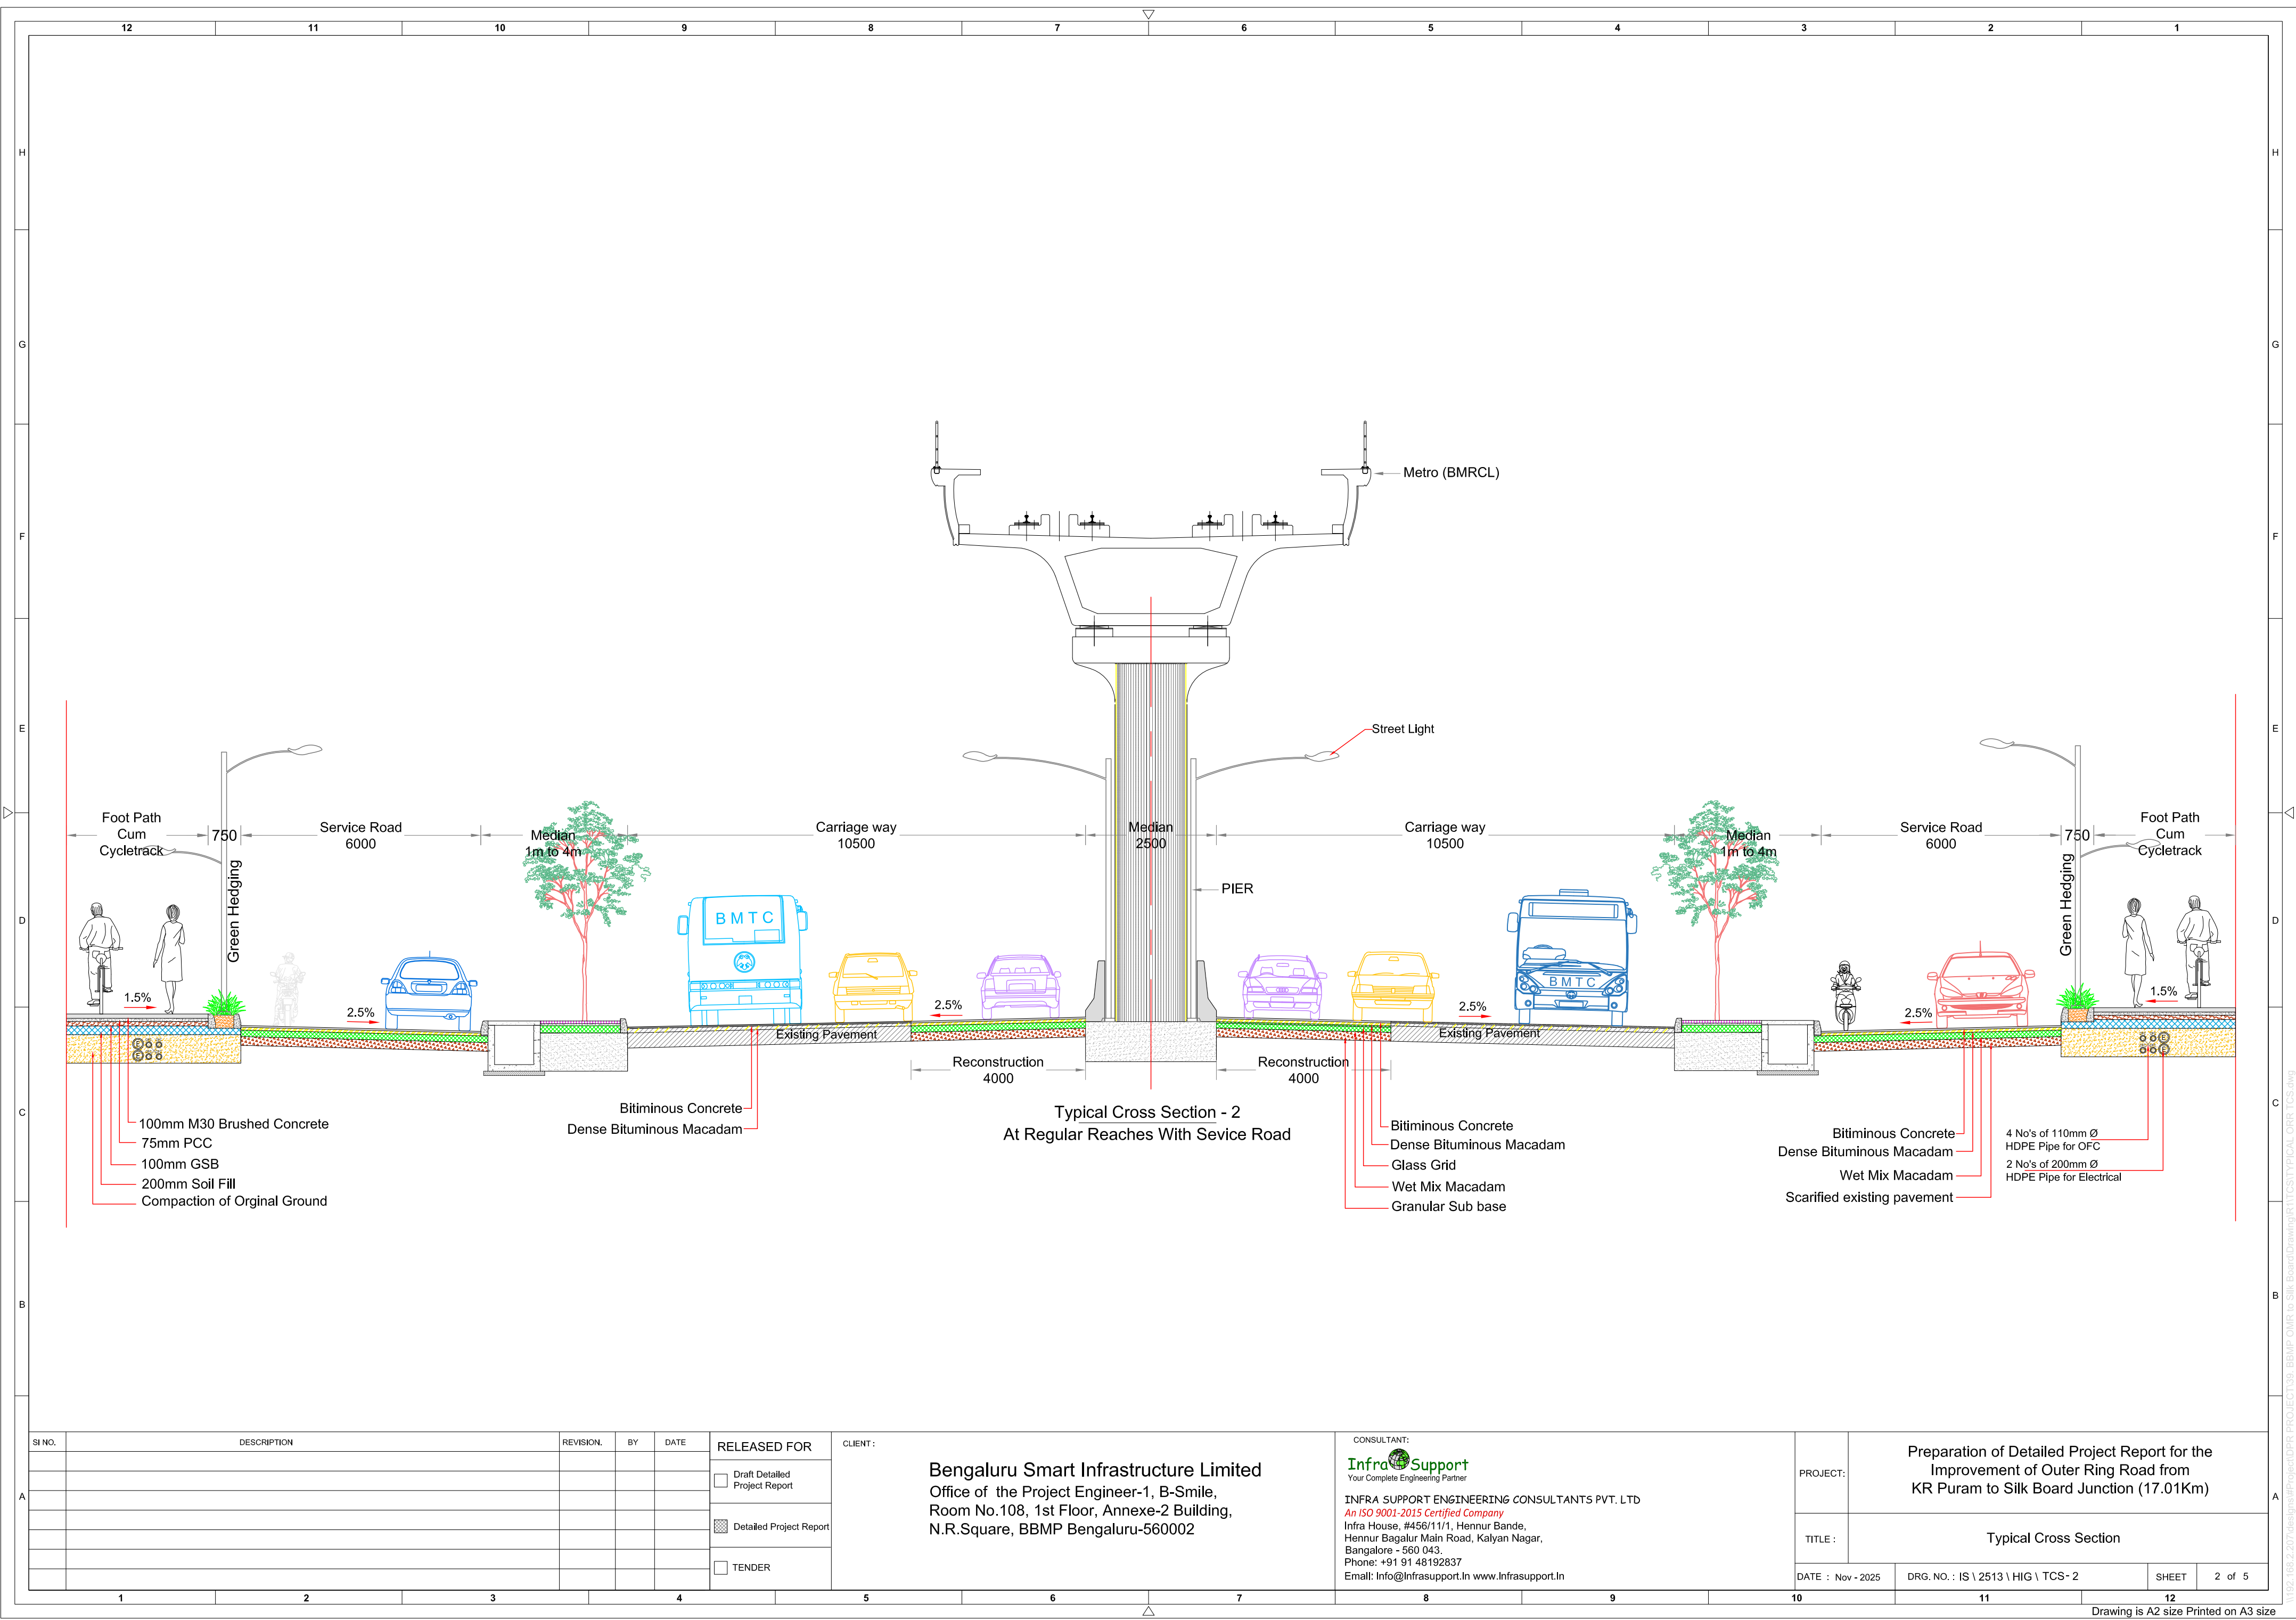 12 11 10 9 8 7 6 5 4 3 2 1
H H
G G
F F
E E
D D
C C
B B
A A
Metro (BMRCL)
Street Light
Foot Path
Cum
Cycletrack
750
Green Hedging
Service Road
6000
Median
1m to 4m
Carriage way
10500
Median
2500
Carriage way
10500
Median
1m to 4m
Service Road
6000
750
Green Hedging
Foot Path
Cum
Cycletrack
PIER
BMTC
BMTC
1.5%
2.5%
2.5%
2.5%
2.5%
1.5%
Existing Pavement
Existing Pavement
E
E
E
E
Reconstruction
4000
Reconstruction
4000
100mm M30 Brushed Concrete
75mm PCC
100mm GSB
200mm Soil Fill
Compaction of Orginal Ground
Bitiminous Concrete
Dense Bituminous Macadam
Typical Cross Section - 2
At Regular Reaches With Sevice Road
Bitiminous Concrete
Dense Bituminous Macadam
Glass Grid
Wet Mix Macadam
Granular Sub base
Bitiminous Concrete
Dense Bituminous Macadam
Wet Mix Macadam
Scarified existing pavement
4 No's of 110mm Ø
HDPE Pipe for OFC
2 No's of 200mm Ø
HDPE Pipe for Electrical
SI NO. DESCRIPTION REVISION. BY DATE
RELEASED FOR
Draft Detailed
Project Report
Detailed Project Report
TENDER
CLIENT :
Bengaluru Smart Infrastructure Limited
Office of the Project Engineer-1, B-Smile,
Room No.108, 1st Floor, Annexe-2 Building,
N.R.Square, BBMP Bengaluru-560002
CONSULTANT:
Infra Support
Your Complete Engineering Partner
INFRA SUPPORT ENGINEERING CONSULTANTS PVT. LTD
An ISO 9001-2015 Certified Company
Infra House, #456/11/1, Hennur Bande,
Hennur Bagalur Main Road, Kalyan Nagar,
Bangalore - 560 043.
Phone: +91 91 48192837
Email: Info@Infrasupport.In www.Infrasupport.In
PROJECT:
Preparation of Detailed Project Report for the
Improvement of Outer Ring Road from
KR Puram to Silk Board Junction (17.01Km)
TITLE :
Typical Cross Section
DATE : Nov - 2025
DRG. NO. : IS \ 2513 \ HIG \ TCS- 2
SHEET
2 of 5
1 2 3 4 5 6 7 8 9 10 11 12
Drawing is A2 size Printed on A3 size